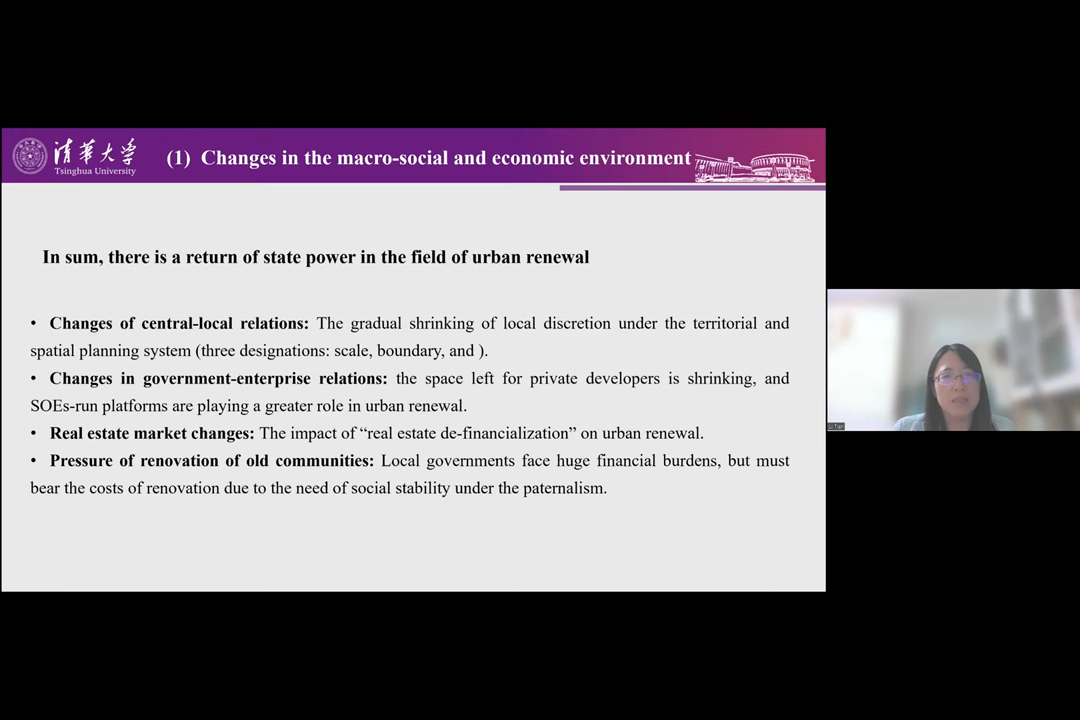 清华大学
Tsinghua University
(1) Changes in the macro-social and economic environment
In sum, there is a return of state power in the field of urban renewal
• Changes of central-local relations: The gradual shrinking of local discretion under the territorial and
spatial planning system (three designations: scale, boundary, and ).
• Changes in government-enterprise relations: the space left for private developers is shrinking, and
SOEs-run platforms are playing a greater role in urban renewal.
• Real estate market changes: The impact of “real estate de-financialization” on urban renewal.
• Pressure of renovation of old communities: Local governments face huge financial burdens, but must
bear the costs of renovation due to the need of social stability under the paternalism.
Li Tian